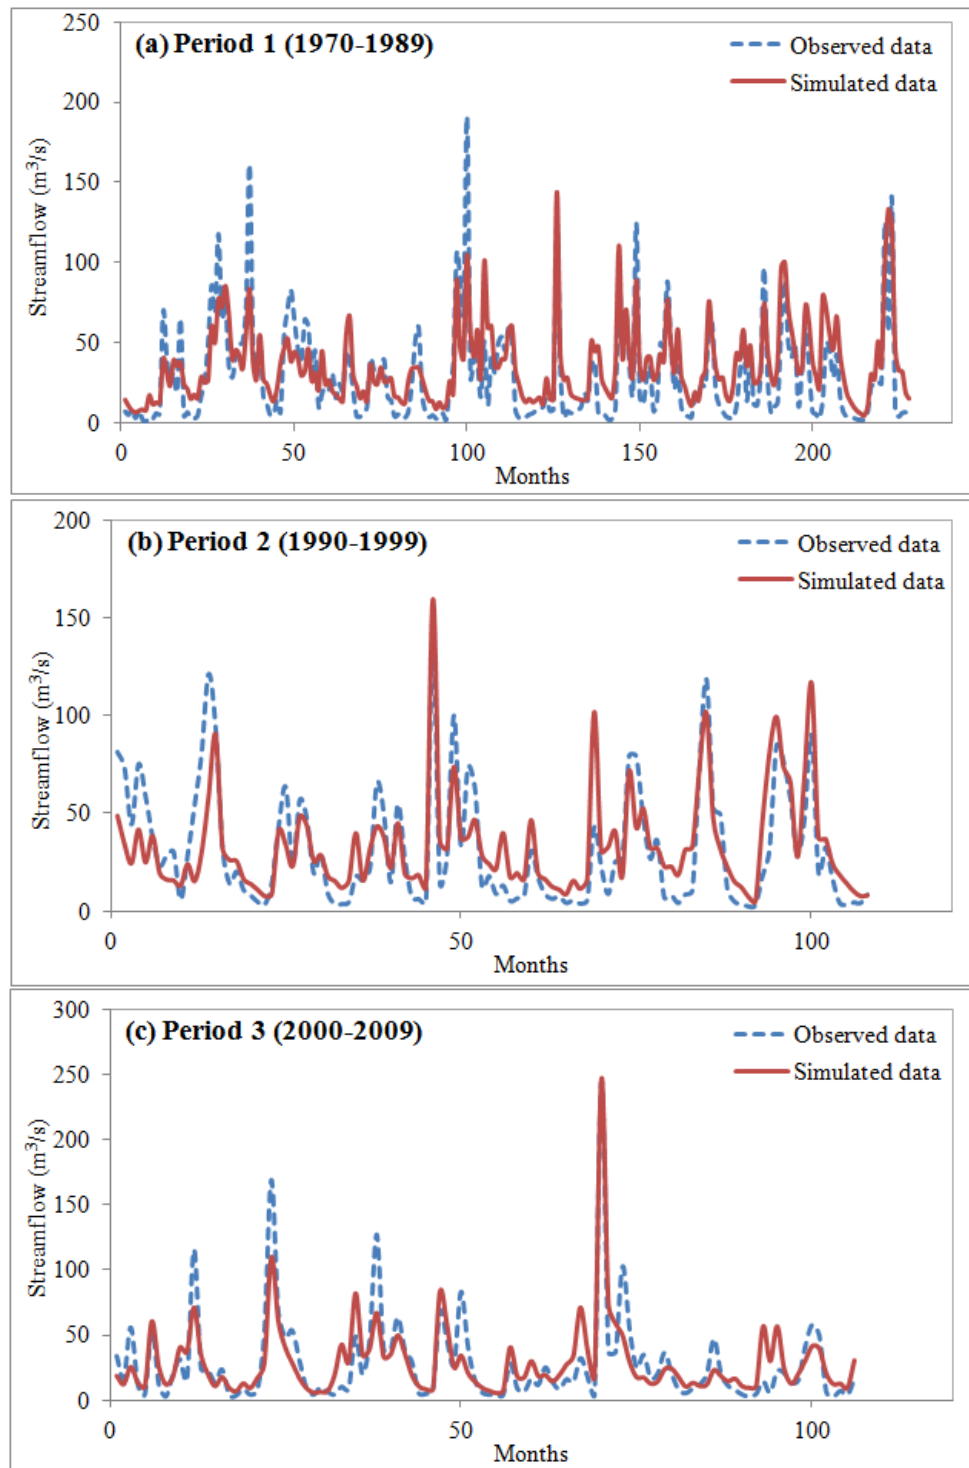 (a) Period 1 (1970-1989)
Observed data
Simulated data
Streamflow (m³/s)
250
200
150
100
50
0
0 50 100 150 200
Months
(b) Period 2 (1990-1999)
Observed data
Simulated data
Streamflow (m³/s)
200
150
100
50
0
0 50 100
Months
(c) Period 3 (2000-2009)
Observed data
Simulated data
Streamflow (m³/s)
300
250
200
150
100
50
0
0 50 100
Months